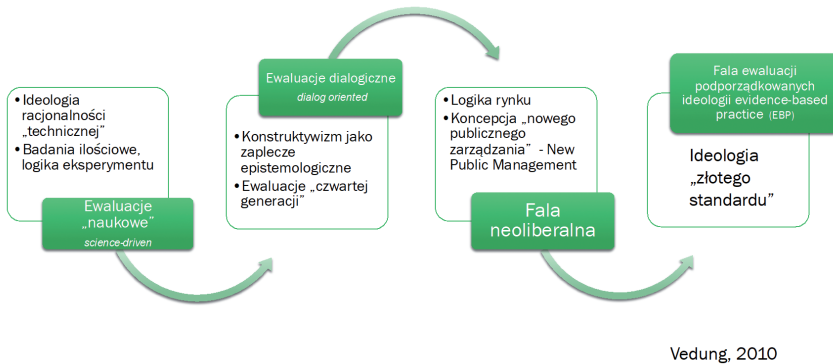 • Ideologia
racjonalności
„technicznej”
• Badania ilościowe,
logika eksperymentu
Ewaluacje
„naukowe”
science-driven
Ewaluacje dialogiczne
dialog oriented
• Konstruktywizm jako
zaplecze
epistemologiczne
• Ewaluacje „czwartej
generacji”
• Logika rynku
• Koncepcja „nowego
publicznego
zarządzania” - New
Public Management
Fala
neoliberalna
Fala ewaluacji
podporządkowanych
ideologii evidence-based
practice (EBP)
Ideologia
„złotego
standardu”
Vedung, 2010